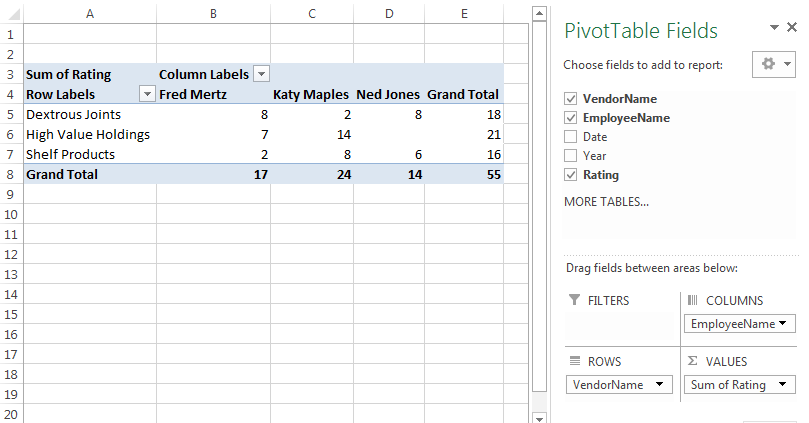 A B C D E
1
2
3 Sum of Rating Column Labels
4 Row Labels Fred Mertz Katy Maples Ned Jones Grand Total
5 Dextrous Joints 8 2 8 18
6 High Value Holdings 7 14 21
7 Shelf Products 2 8 6 16
8 Grand Total 17 24 14 55
9
10
11
12
13
14
15
16
17
18
19
20
PivotTable Fields
Choose fields to add to report:
VendorName
EmployeeName
Date
Year
Rating
MORE TABLES...
Drag fields between areas below:
FILTERS
COLUMNS
EmployeeName
ROWS
VALUES
VendorName
Sum of Rating